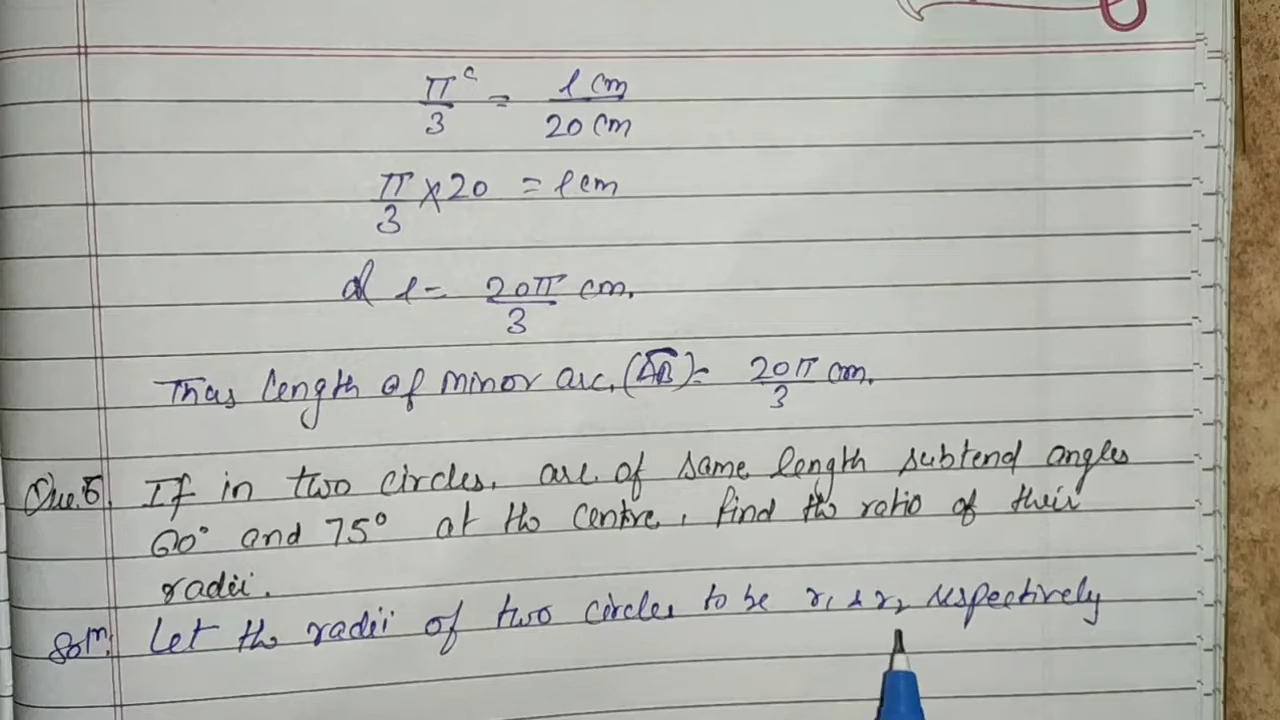 π^c/3 = l cm/20 cm
π/3 × 20 = l cm
l = 20π/3 cm.
Thus length of minor arc, (AB) = 20π/3 cm.
Que.5. If in two circles, arc of same length subtend angles
60° and 75° at the centre, find the ratio of their
radii.
Solⁿ: Let the radii of two circles to be r₁ & r₂ respectively